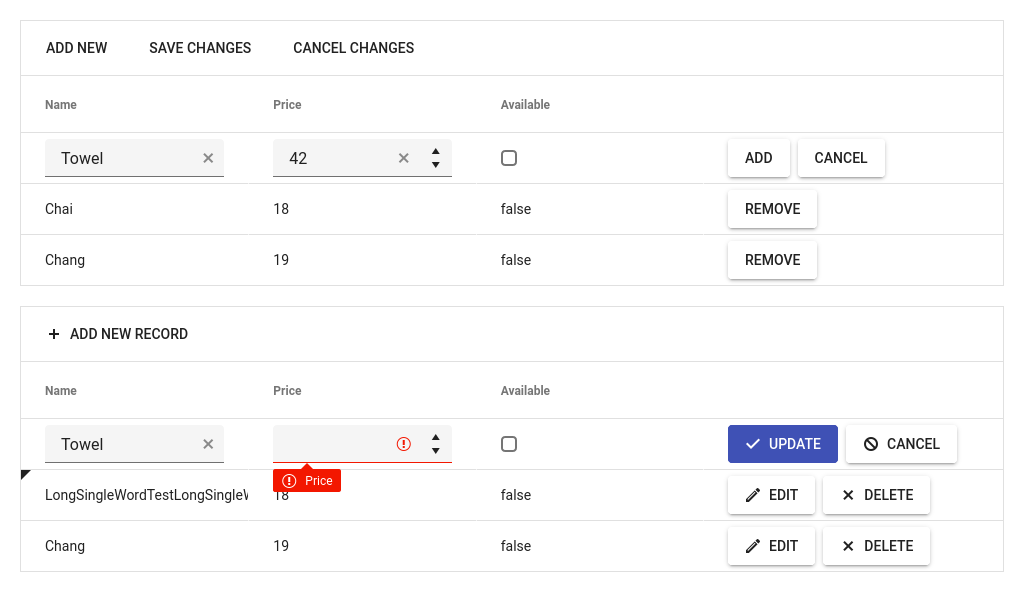 ADD NEW SAVE CHANGES CANCEL CHANGES
Name Price Available
Towel 42 ADD CANCEL
Chai 18 false REMOVE
Chang 19 false REMOVE
ADD NEW RECORD
Name Price Available
Towel UPDATE CANCEL
Price
LongSingleWordTestLongSingleW 18 false EDIT DELETE
Chang 19 false EDIT DELETE